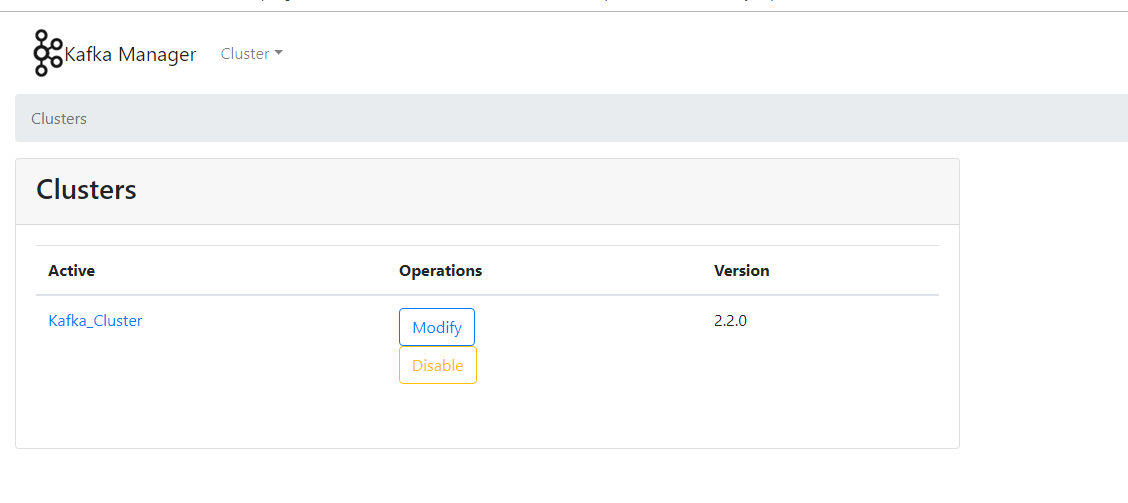 Kafka Manager Cluster
Clusters
Clusters
Active Operations Version
Kafka_Cluster Modify 2.2.0
Disable